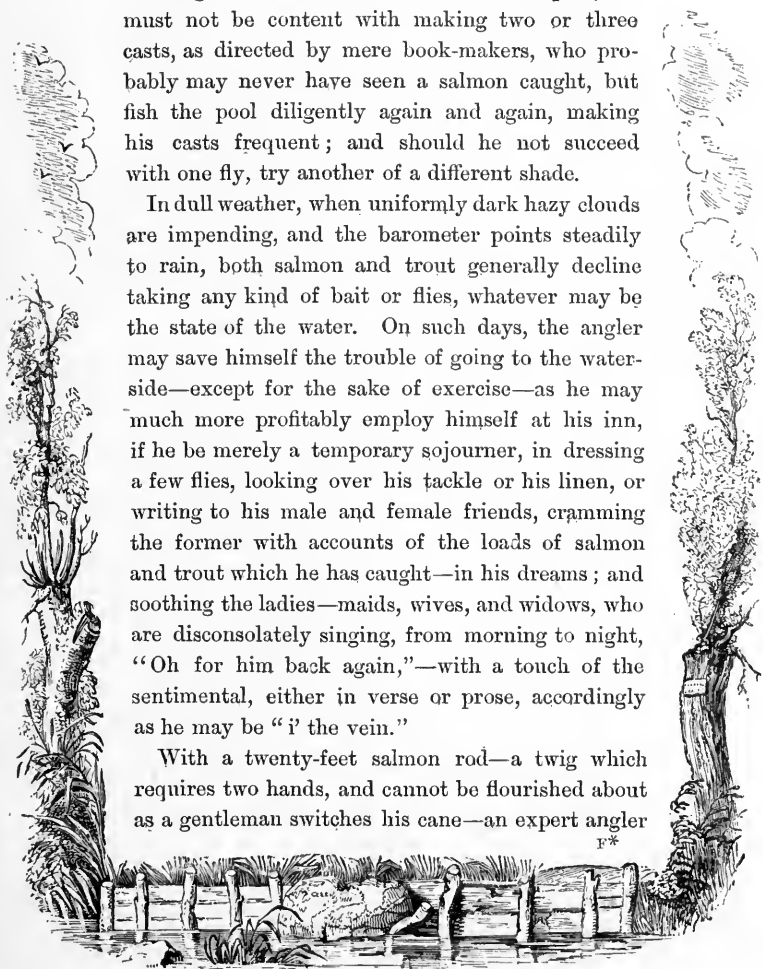 must not be content with making two or three
casts, as directed by mere book-makers, who pro-
bably may never have seen a salmon caught, but
fish the pool diligently again and again, making
his casts frequent; and should he not succeed
with one fly, try another of a different shade.
In dull weather, when uniformly dark hazy clouds
are impending, and the barometer points steadily
to rain, both salmon and trout generally decline
taking any kind of bait or flies, whatever may be
the state of the water. On such days, the angler
may save himself the trouble of going to the water-
side—except for the sake of exercise—as he may
much more profitably employ himself at his inn,
if he be merely a temporary sojourner, in dressing
a few flies, looking over his tackle or his linen, or
writing to his male and female friends, cramming
the former with accounts of the loads of salmon
and trout which he has caught—in his dreams; and
soothing the ladies—maids, wives, and widows, who
are disconsolately singing, from morning to night,
“Oh for him back again,”—with a touch of the
sentimental, either in verse or prose, accordingly
as he may be “i’ the vein.”
With a twenty-feet salmon rod—a twig which
requires two hands, and cannot be flourished about
as a gentleman switches his cane—an expert angler
F*